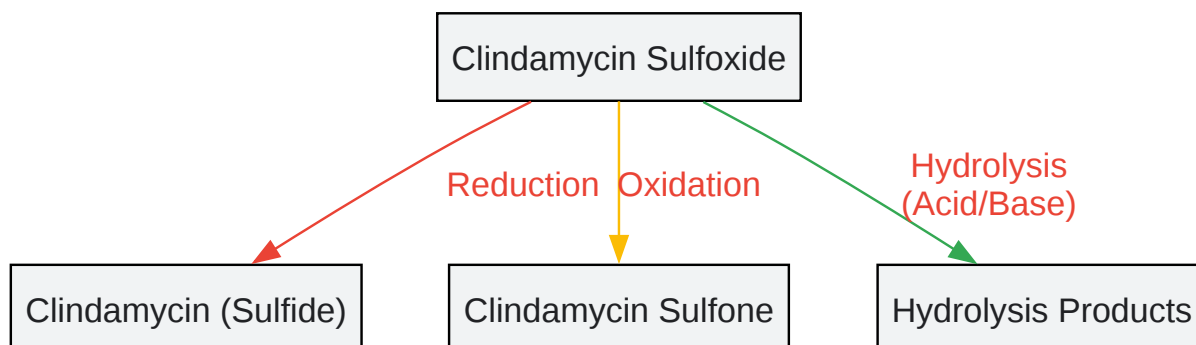 Clindamycin Sulfoxide
Reduction
Oxidation
Hydrolysis
(Acid/Base)
Clindamycin (Sulfide)
Clindamycin Sulfone
Hydrolysis Products